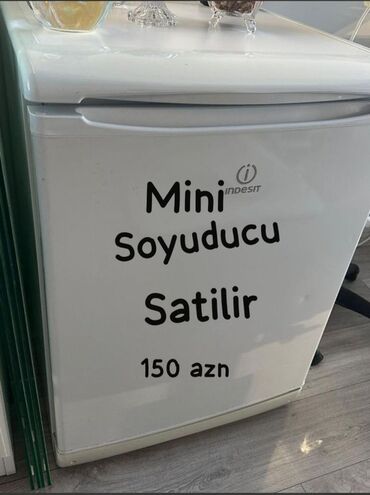 Mini
INDESIT
Soyuducu
Satilir
150 azn